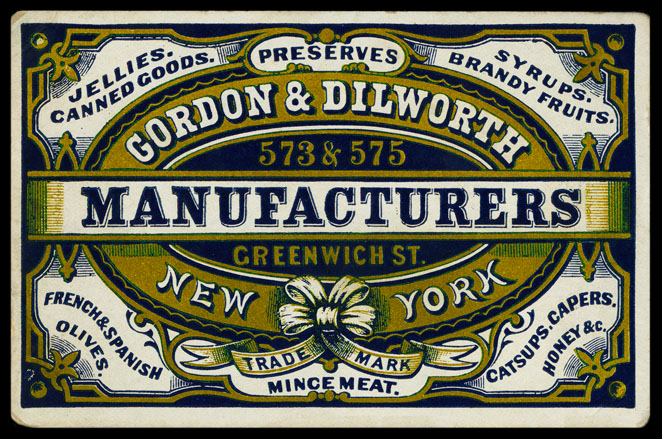 JELLIES.
CANNED GOODS.
PRESERVES
SYRUPS.
BRANDY FRUITS.
GORDON & DILWORTH
573 & 575
MANUFACTURERS
GREENWICH ST.
NEW YORK
FRENCH & SPANISH
OLIVES.
TRADE MARK
MINCE MEAT.
CATSUPS, CAPERS,
HONEY &C.